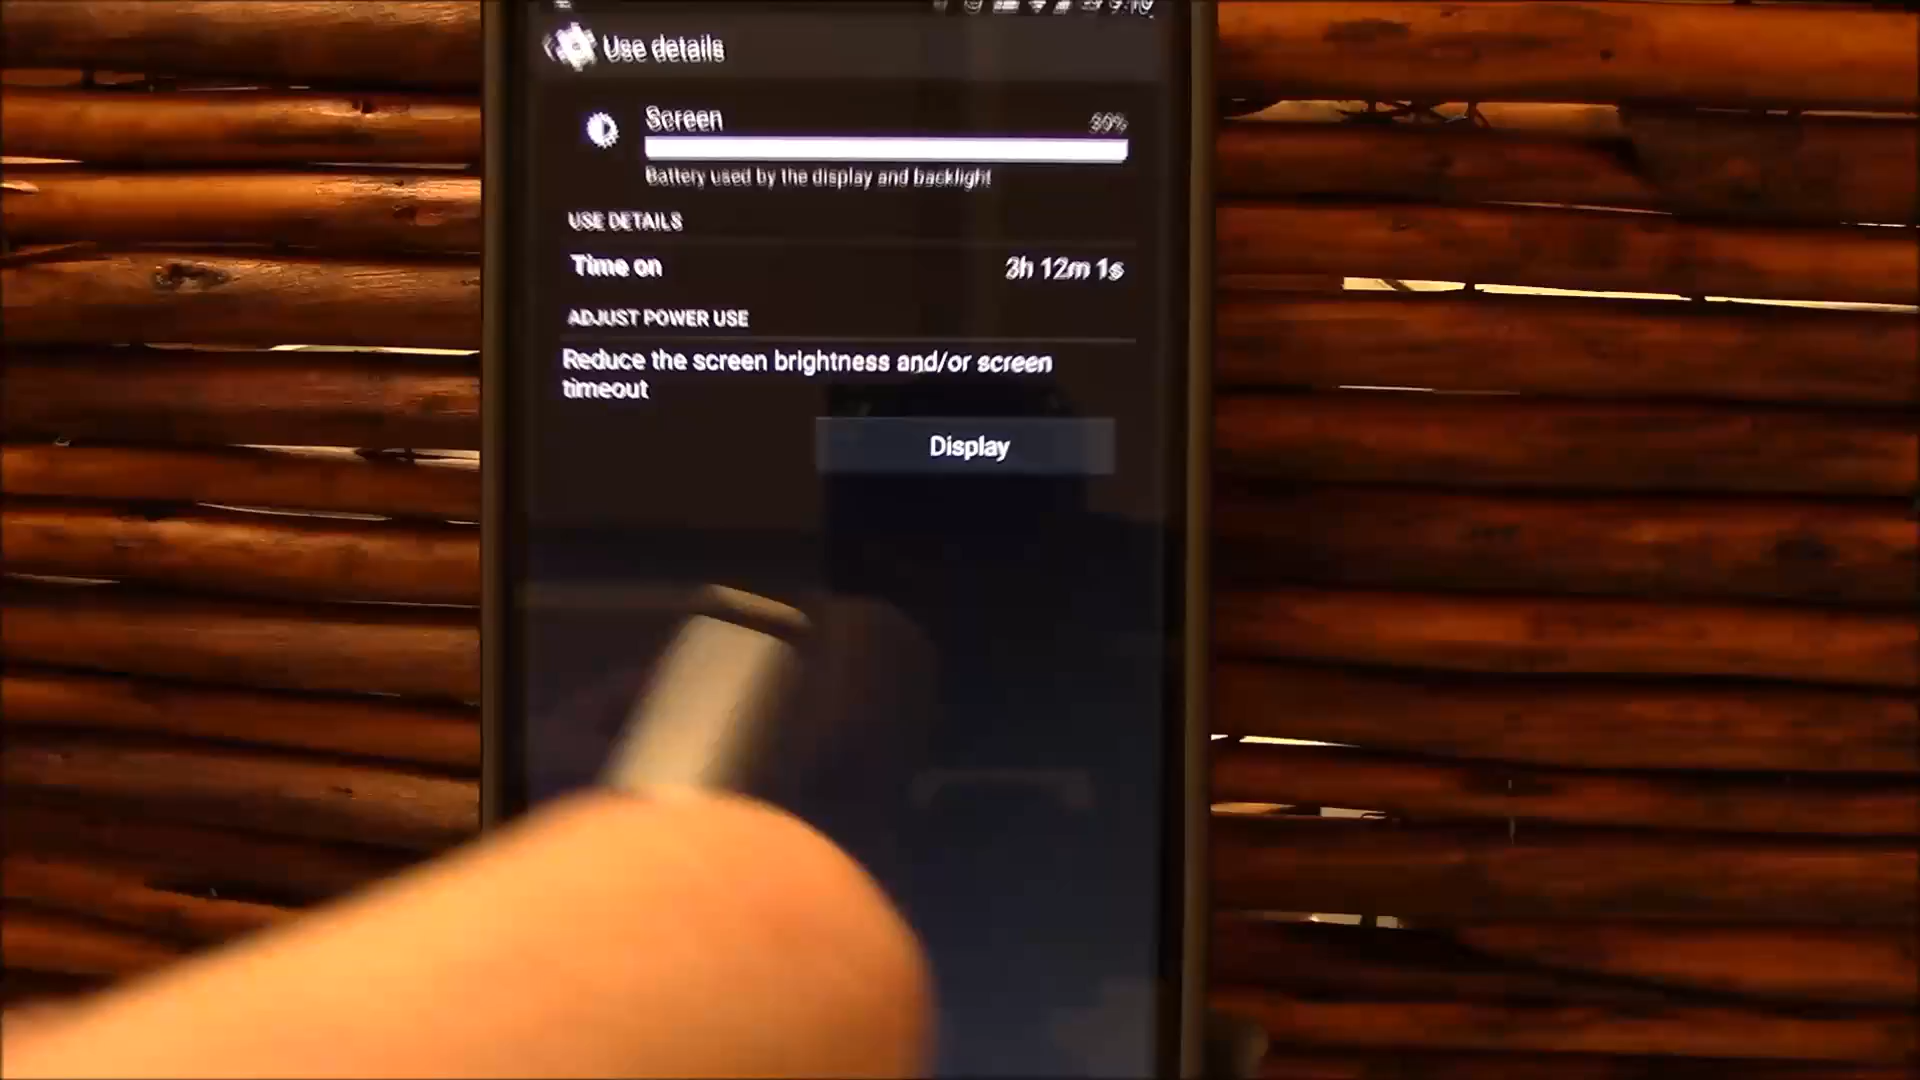 Use details
Screen
Battery used by the display and backlight
USE DETAILS
Time on 3h 12m 1s
ADJUST POWER USE
Reduce the screen brightness and/or screen
timeout
Display